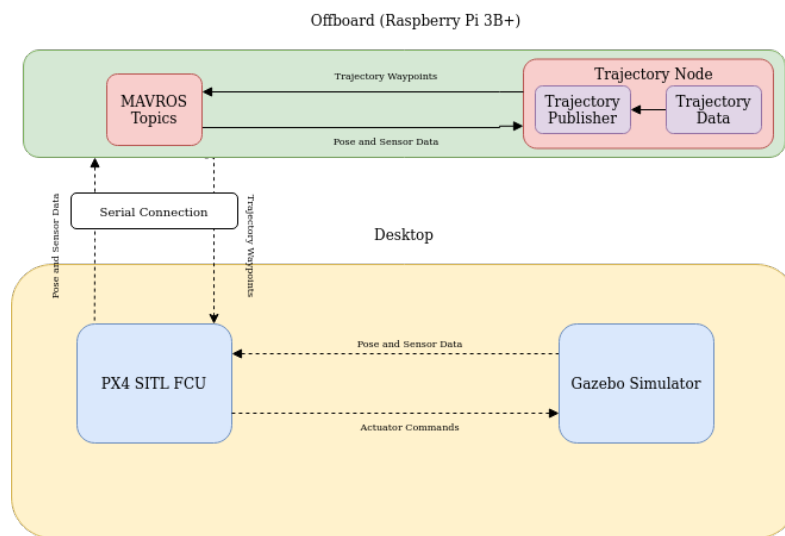 Offboard (Raspberry Pi 3B+)
Trajectory Waypoints
Trajectory Node
MAVROS
Topics
Trajectory
Publisher
Trajectory
Data
Pose and Sensor Data
Serial Connection
Pose and Sensor Data
Trajectory Waypoints
Desktop
Pose and Sensor Data
PX4 SITL FCU
Gazebo Simulator
Actuator Commands